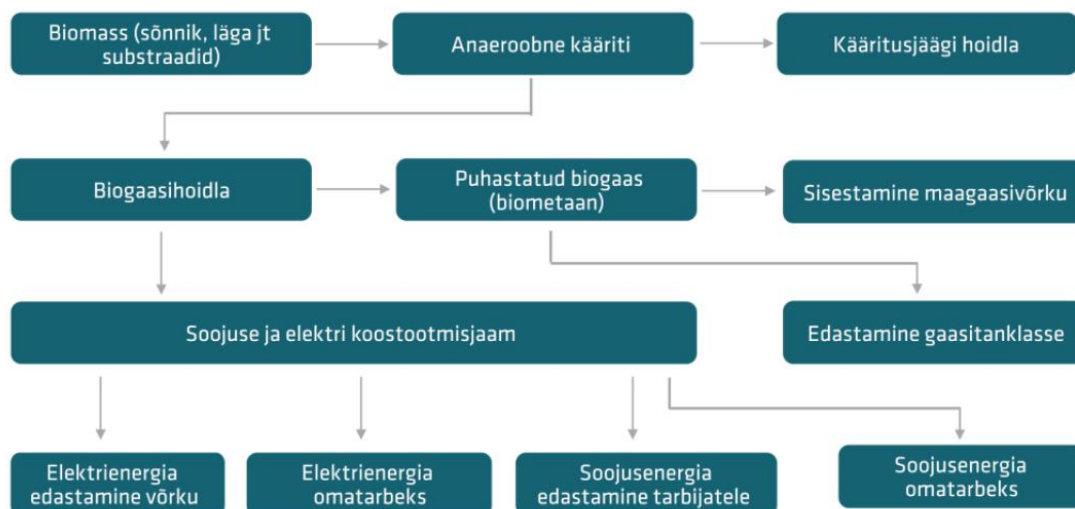 Biomass (sõnnik, läga jt
substraadid)
Anaeroobne kääriti
Kääritusjäägi hoidla
Biogaasihoidla
Puhastatud biogaas
(biometaan)
Sisestamine maagaasivõrku
Soojuse ja elektri koostootmisjaam
Edastamine gaasitanklasse
Elektrienergia
edastamine võrku
Elektrienergia
omatarbeks
Soojusenergia
edastamine tarbijatele
Soojusenergia
omatarbeks